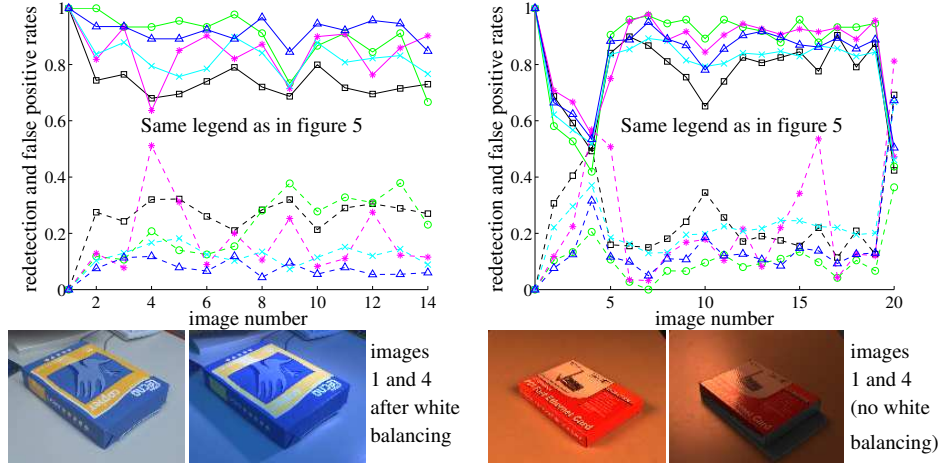 redetection and false positive rates
1
0.8
0.6
0.4
0.2
0
Same legend as in figure 5
2 4 6 8 10 12 14
image number
redetection and false positive rates
1
0.8
0.6
0.4
0.2
0
Same legend as in figure 5
5 10 15 20
image number
images
1 and 4
after white
balancing
images
1 and 4
(no white
balancing)